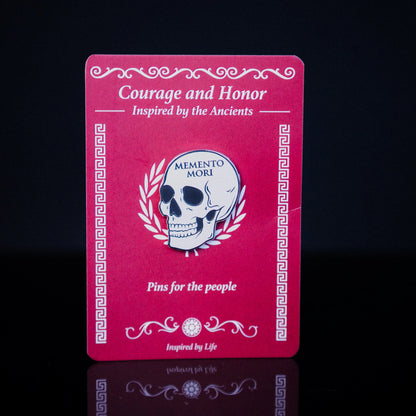 Courage and Honor
Inspired by the Ancients
MEMENTO
MORI
Pins for the people
Inspired by Life